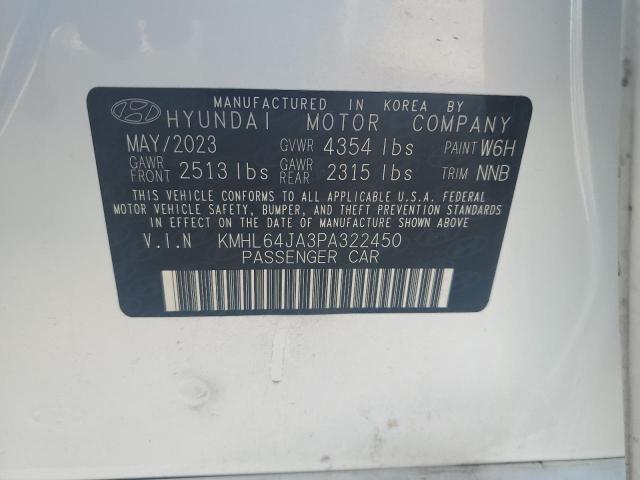 MANUFACTURED IN KOREA BY
HYUNDAI MOTOR COMPANY
MAY/2023 GVWR 4354 lbs PAINT W6H
GAWR FRONT 2513 lbs GAWR REAR 2315 lbs TRIM NNB
THIS VEHICLE CONFORMS TO ALL APPLICABLE U.S.A. FEDERAL
MOTOR VEHICLE SAFETY, BUMPER, AND THEFT PREVENTION STANDARDS
IN EFFECT ON THE DATE OF MANUFACTURE SHOWN ABOVE.
V.I.N KMHL64JA3PA322450
PASSENGER CAR